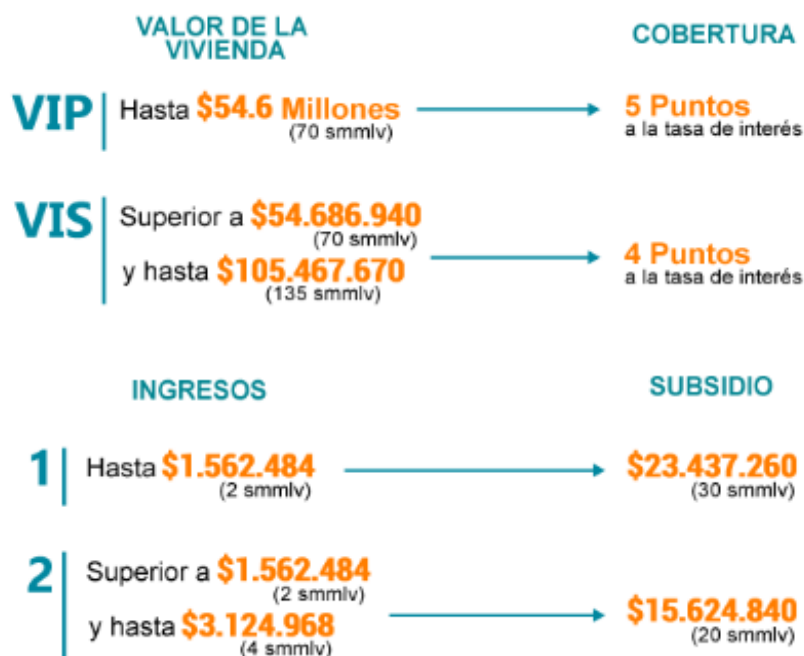 VALOR DE LA
VIVIENDA
COBERTURA
VIP
Hasta $54.6 Millones
(70 smmlv)
5 Puntos
a la tasa de interés
VIS
Superior a $54.686.940
(70 smmlv)
y hasta $105.467.670
(135 smmlv)
4 Puntos
a la tasa de interés
INGRESOS
SUBSIDIO
1
Hasta $1.562.484
(2 smmlv)
$23.437.260
(30 smmlv)
2
Superior a $1.562.484
(2 smmlv)
y hasta $3.124.968
(4 smmlv)
$15.624.840
(20 smmlv)